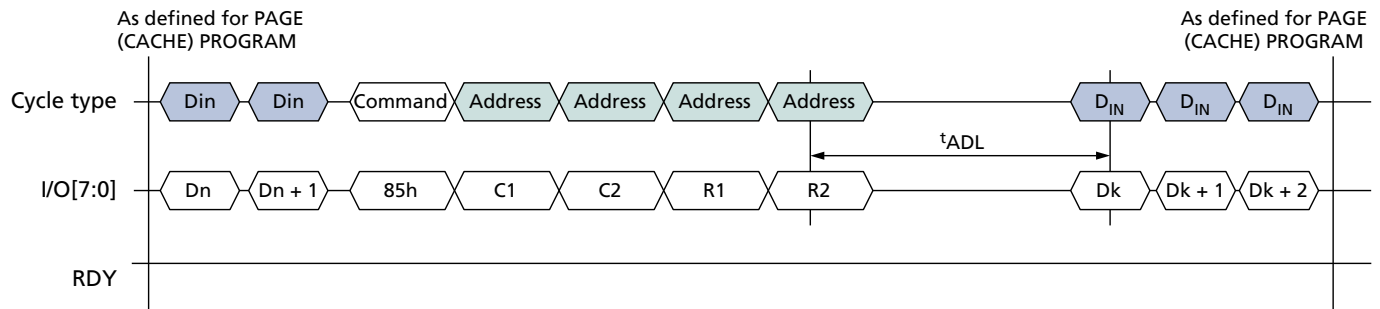 As defined for PAGE
(CACHE) PROGRAM
As defined for PAGE
(CACHE) PROGRAM
Cycle type Din Din Command Address Address Address Address DIN DIN DIN
tADL
I/O[7:0] Dn Dn + 1 85h C1 C2 R1 R2 Dk Dk + 1 Dk + 2
RDY